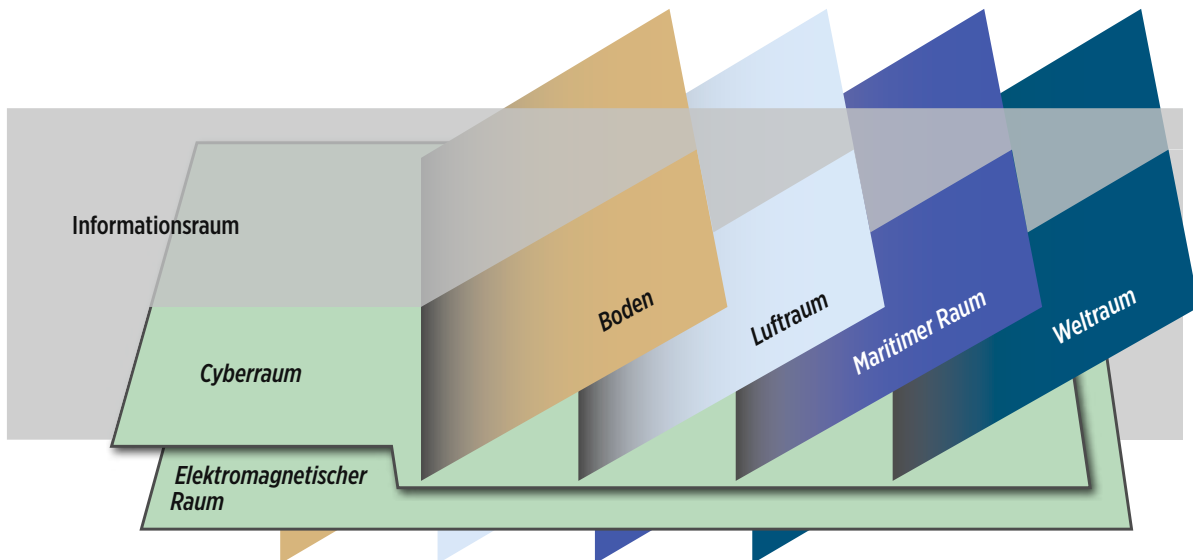 Informationsraum
Boden
Luftraum
Maritimer Raum
Weltraum
Cyberraum
Elektromagnetischer
Raum